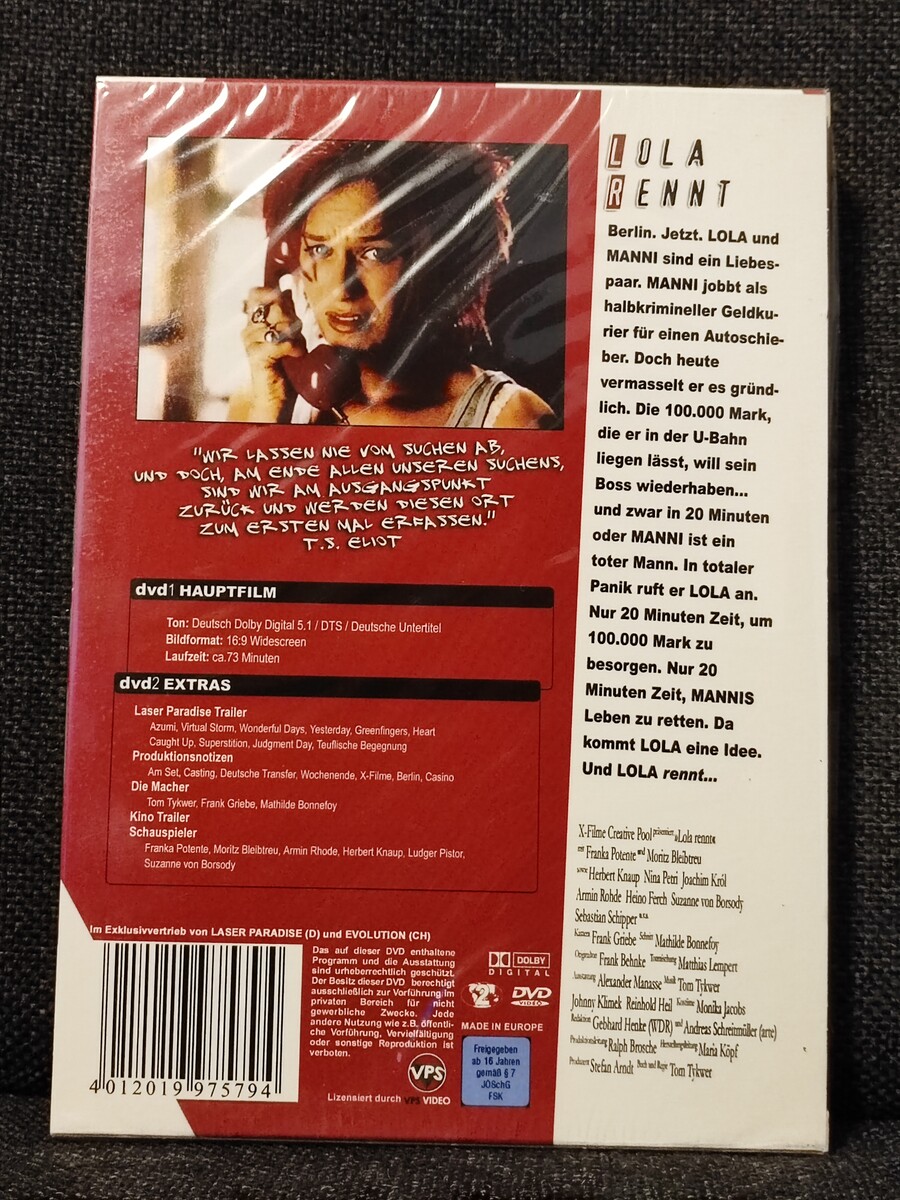 LOLA
RENNT
Berlin. Jetzt. LOLA und
MANNI sind ein Liebes-
paar. MANNI jobbt als
halbkrimineller Geldku-
rier für einen Autoschie-
ber. Doch heute
vermasselt er es gründ-
lich. Die 100.000 Mark,
die er in der U-Bahn
liegen lässt, will sein
Boss wiederhaben...
und zwar in 20 Minuten
oder MANNI ist ein
toter Mann. In totaler
Panik ruft er LOLA an.
Nur 20 Minuten Zeit, um
100.000 Mark zu
besorgen. Nur 20
Minuten Zeit, MANNIS
Leben zu retten. Da
kommt LOLA eine Idee.
Und LOLA rennt...
"WIR LASSEN NIE VOM SUCHEN AB,
UND DOCH, AM ENDE ALLEN UNSEREN SUCHENS,
SIND WIR AM AUSGANGSPUNKT
ZURÜCK UND WERDEN DIESEN ORT
ZUM ERSTEN MAL ERFASSEN."
T.S. ELIOT
dvd1 HAUPTFILM
Ton: Deutsch Dolby Digital 5.1 / DTS / Deutsche Untertitel
Bildformat: 16:9 Widescreen
Laufzeit: ca.73 Minuten
dvd2 EXTRAS
Laser Paradise Trailer
Azumi, Virtual Storm, Wonderful Days, Yesterday, Greenfingers, Heart
Caught Up, Superstition, Judgment Day, Teuflische Begegnung
Produktionsnotizen
Am Set, Casting, Deutsche Transfer, Wochenende, X-Filme, Berlin, Casino
Die Macher
Tom Tykwer, Frank Griebe, Mathilde Bonnefoy
Kino Trailer
Schauspieler
Franka Potente, Moritz Bleibtreu, Armin Rhode, Herbert Knaup, Ludger Pistor,
Suzanne von Borsody
X-Filme Creative Pool präsentiert »Lola rennt«
mit Franka Potente und Moritz Bleibtreu
sowie Herbert Knaup Nina Petri Joachim Król
Armin Rohde Heino Ferch Suzanne von Borsody
Sebastian Schipper u.v.a.
Kamera Frank Griebe Schnitt Mathilde Bonnefoy
Originalton Frank Behnke Tonmischung Matthias Lempert
Ausstattung Alexander Manasse Musik Tom Tykwer
Johnny Klimek Reinhold Heil Kostüme Monika Jacobs
Redaktion Gebhard Henke (WDR) und Andreas Schreitmüller (arte)
Produktionsleitung Ralph Brosche Herstellungsleitung Maria Köpf
Produzent Stefan Arndt Buch und Regie Tom Tykwer
Im Exklusivvertrieb von LASER PARADISE (D) und EVOLUTION (CH)
4 012019 975794
Das auf dieser DVD enthaltene
Programm und die Ausstattung
sind urheberrechtlich geschützt.
Der Besitz dieser DVD berechtigt
ausschließlich zur Vorführung im
privaten Bereich für nicht
gewerbliche Zwecke. Jede
andere Nutzung wie z.B. öffentli-
che Vorführung, Vervielfältigung
oder sonstige Reproduktion ist
verboten.
VPS
Lizensiert durch VPS VIDEO
DOLBY
DIGITAL
2
DVD
VIDEO
MADE IN EUROPE
Freigegeben
ab 16 Jahren
gemäß § 7
JÖSchG
FSK